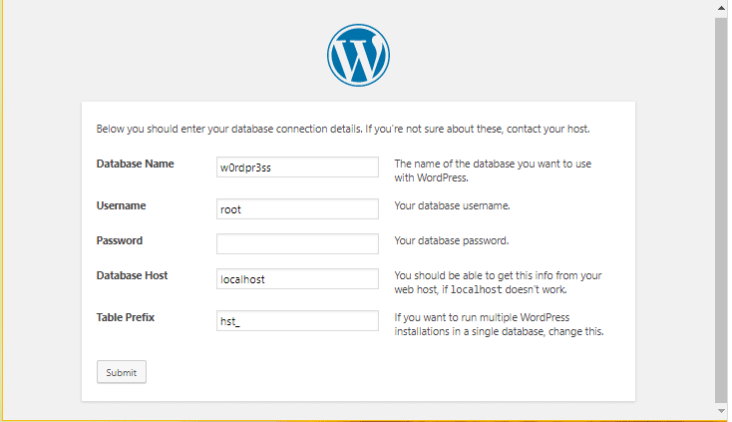 Below you should enter your database connection details. If you're not sure about these, contact your host.
Database Name
w0rdpr3ss
The name of the database you want to use
with WordPress.
Username
root
Your database username.
Password
Your database password.
Database Host
localhost
You should be able to get this info from your
web host, if localhost doesn't work.
Table Prefix
hst_
If you want to run multiple WordPress
installations in a single database, change this.
Submit